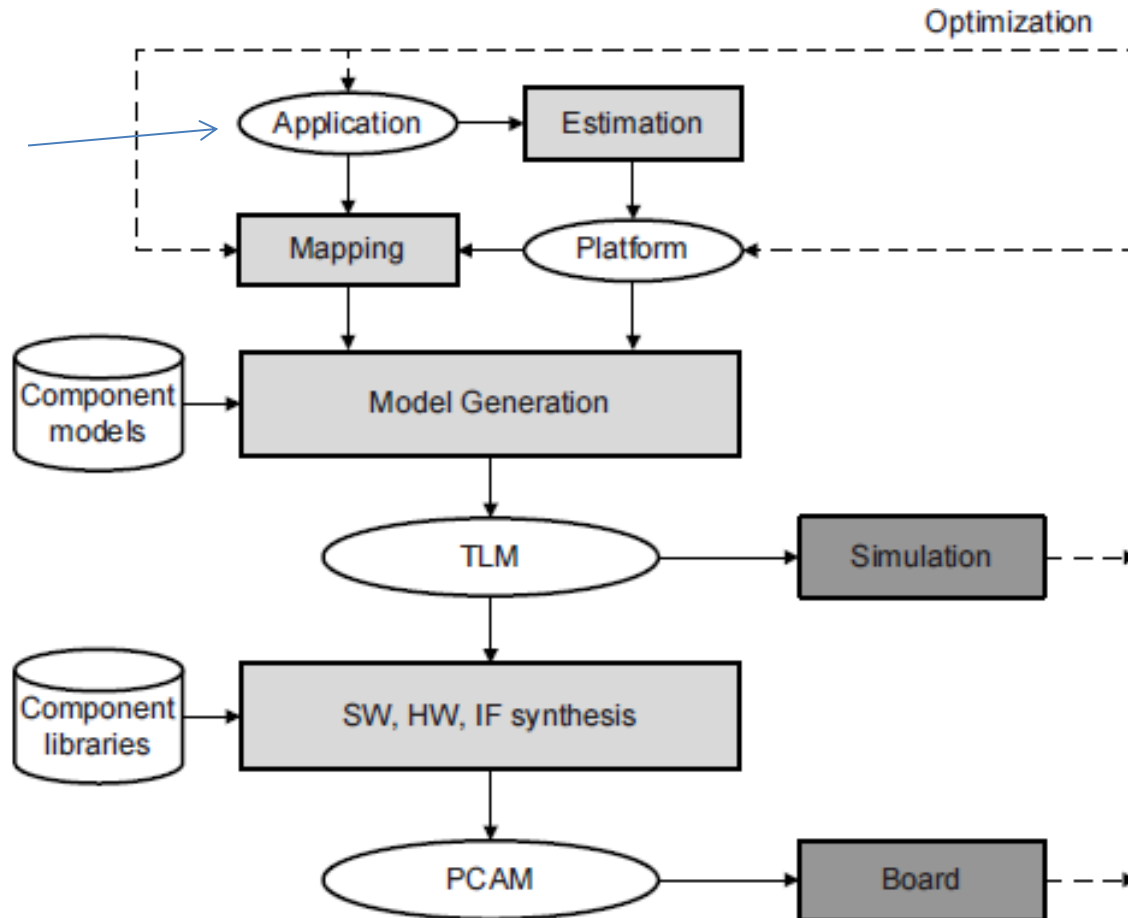 Optimization
Application
Estimation
Mapping
Platform
Component
models
Model Generation
TLM
Simulation
Component
libraries
SW, HW, IF synthesis
PCAM
Board